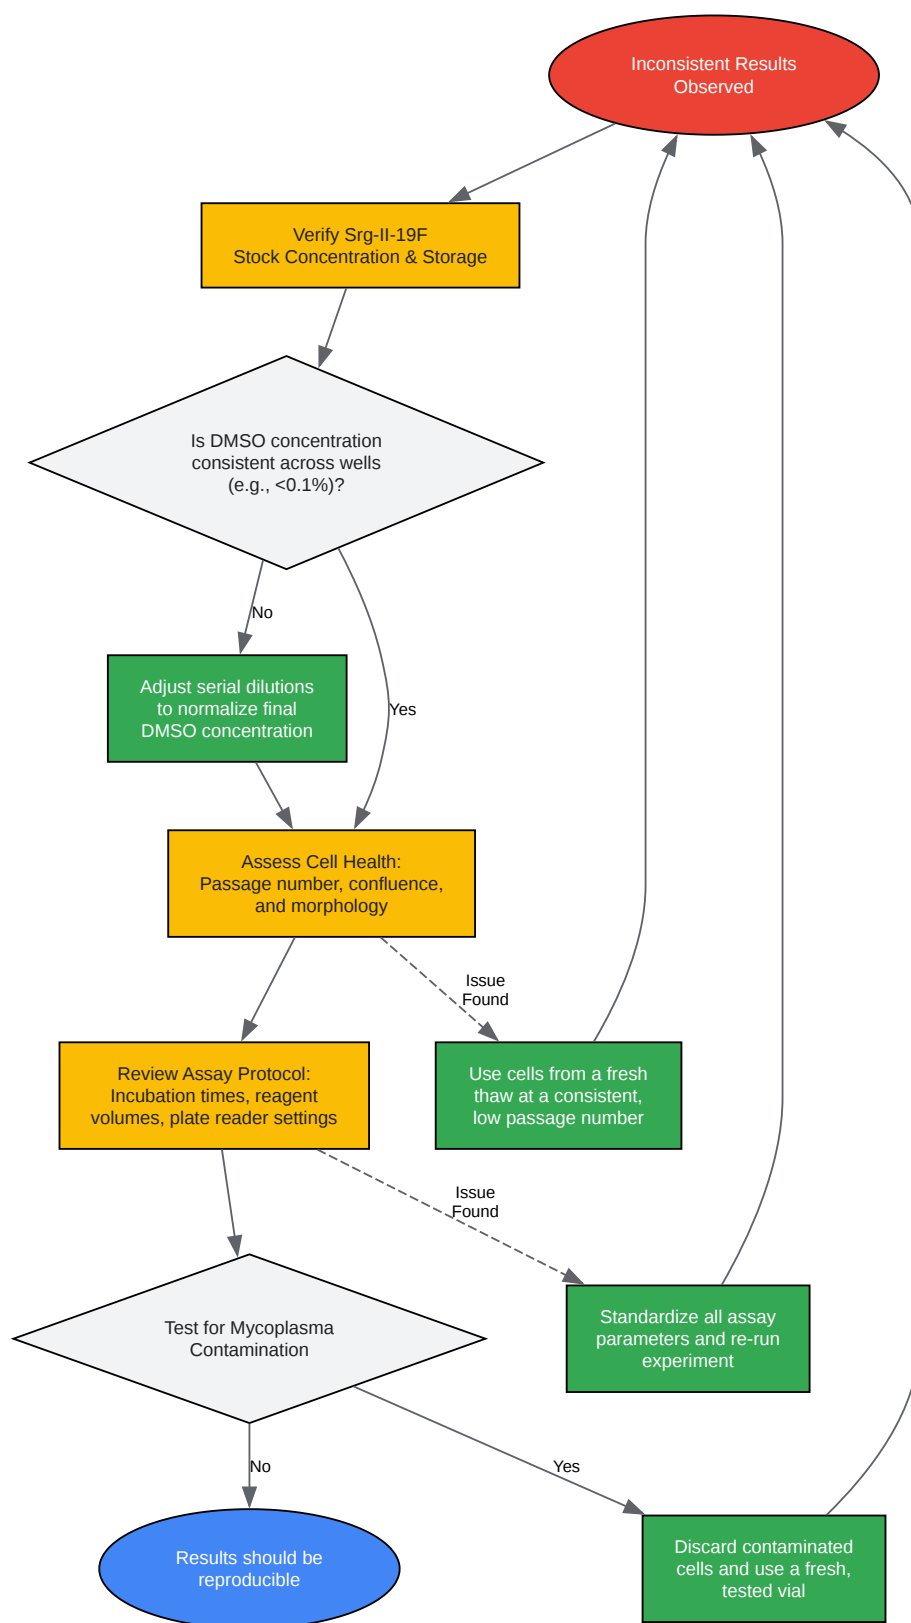 Inconsistent Results
Observed
Verify Srg-II-19F
Stock Concentration & Storage
Is DMSO concentration
consistent across wells
(e.g., <0.1%)?
No
Adjust serial dilutions
to normalize final
DMSO concentration
Yes
Assess Cell Health:
Passage number, confluence,
and morphology
Issue
Found
Review Assay Protocol:
Incubation times, reagent
volumes, plate reader settings
Use cells from a fresh
thaw at a consistent,
low passage number
Issue
Found
Test for Mycoplasma
Contamination
Standardize all assay
parameters and re-run
experiment
No
Yes
Results should be
reproducible
Discard contaminated
cells and use a fresh,
tested vial